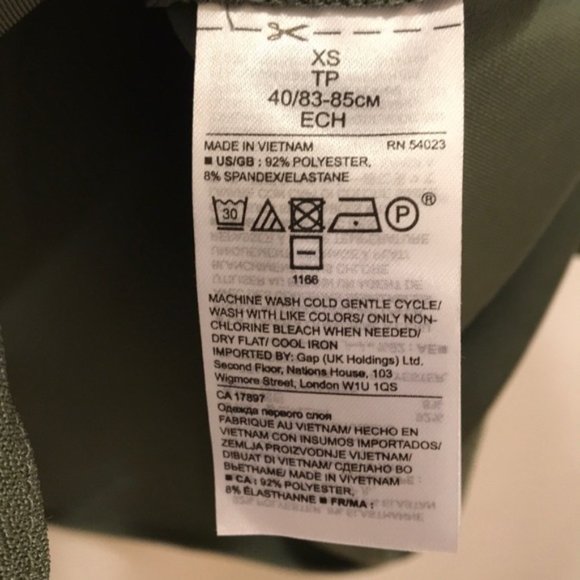 XS
TP
40/83-85CM
ECH
MADE IN VIETNAM RN 54023
■ US/GB : 92% POLYESTER,
8% SPANDEX/ELASTANE
30 P ®
1166
MACHINE WASH COLD GENTLE CYCLE/
WASH WITH LIKE COLORS/ ONLY NON-
CHLORINE BLEACH WHEN NEEDED/
DRY FLAT/ COOL IRON
IMPORTED BY: Gap (UK Holdings) Ltd.
Second Floor, Nations House, 103
Wigmore Street, London W1U 1QS
CA 17897
Одежда первого слоя
FABRIQUE AU VIETNAM/ HECHO EN
VIETNAM CON INSUMOS IMPORTADOS/
ZEMLJA PROIZVODNJE VIJETNAM/
DIBUAT DI VIETNAM/ СДЕЛАНО ВО
ВЬЕТНАМЕ/ MADE IN VIYETNAM
■ CA : 92% POLYESTER,
8% ÉLASTHANNE ■ FR/MA :